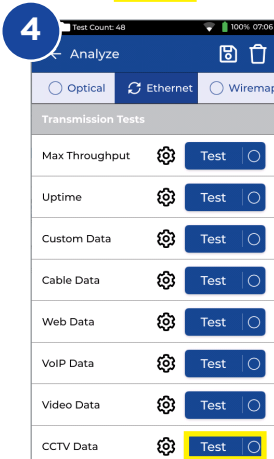 4
Test Count: 48 100% 07:06
Analyze
Optical Ethernet Wiremap
Transmission Tests
Max Throughput Test
Uptime Test
Custom Data Test
Cable Data Test
Web Data Test
VoIP Data Test
Video Data Test
CCTV Data Test